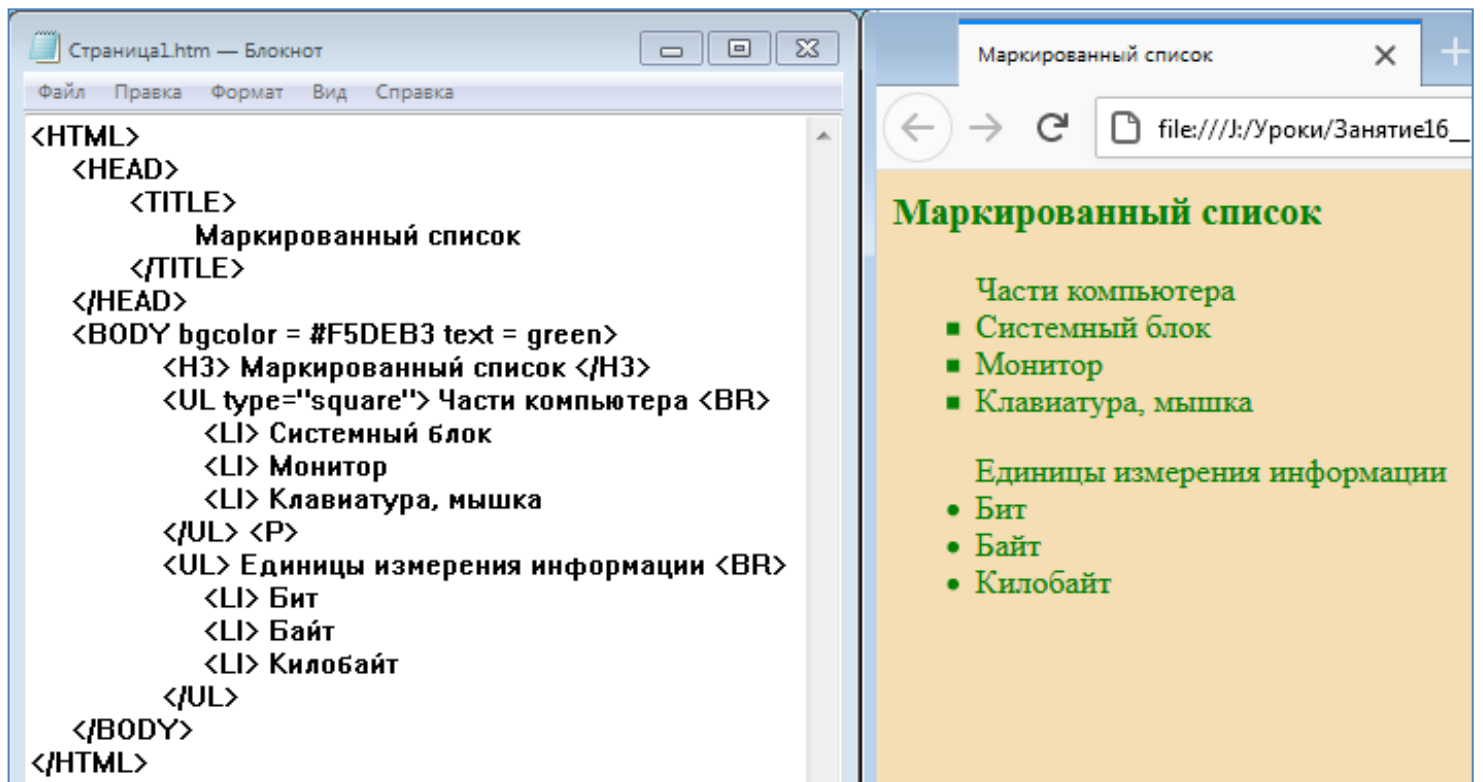 Страница1.htm — Блокнот
Файл Правка Формат Вид Справка
<HTML>
<HEAD>
<TITLE>
Маркированный список
</TITLE>
</HEAD>
<BODY bgcolor = #F5DEB3 text = green>
<H3> Маркированный список </H3>
<UL type="square"> Части компьютера <BR>
<LI> Системный блок
<LI> Монитор
<LI> Клавиатура, мышка
</UL> <P>
<UL> Единицы измерения информации <BR>
<LI> Бит
<LI> Байт
<LI> Килобайт
</UL>
</BODY>
</HTML>
Маркированный список
file:///J:/Уроки/Занятие16_
Маркированный список
Части компьютера
Системный блок
Монитор
Клавиатура, мышка
Единицы измерения информации
Бит
Байт
Килобайт